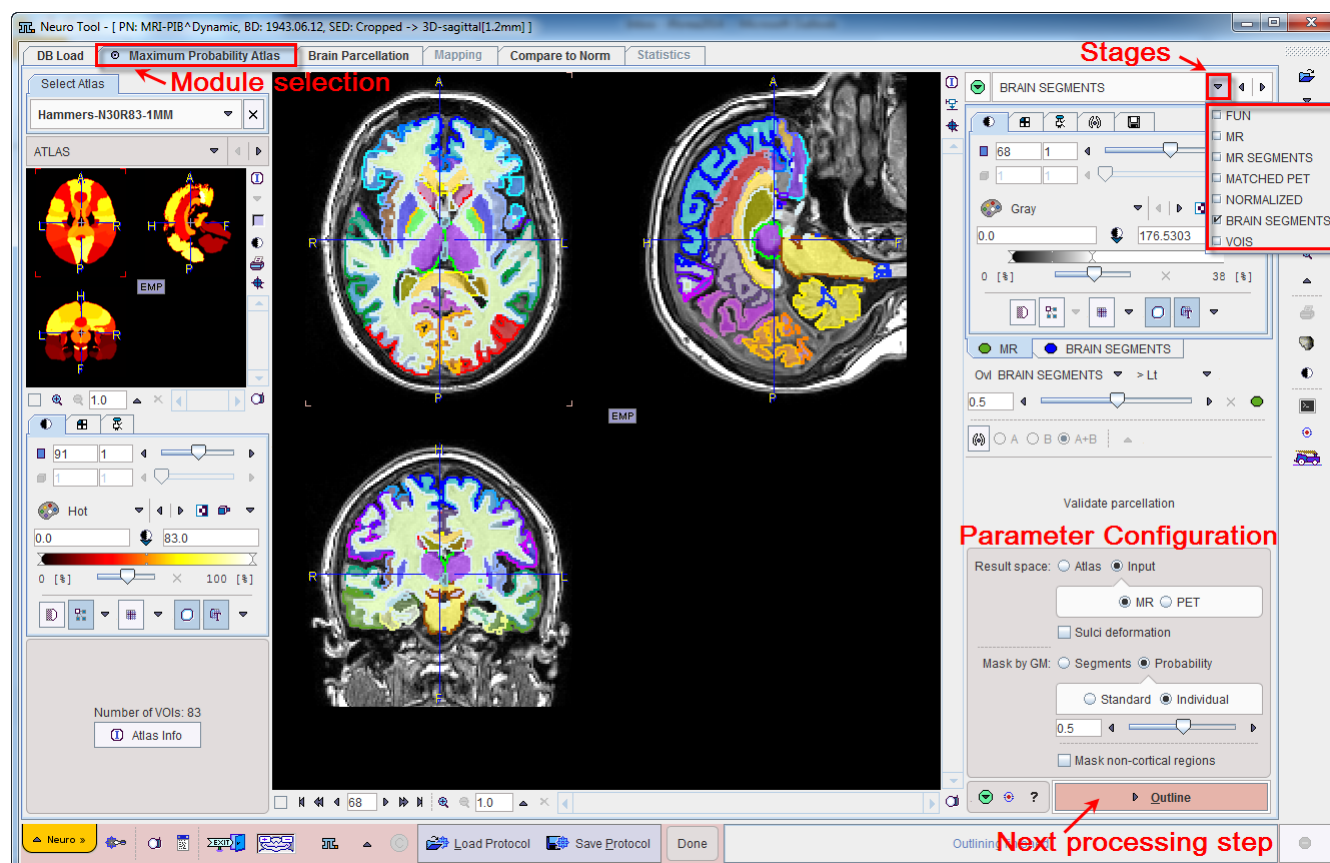 Neuro Tool - [ PN: MRI-PIB^Dynamic, BD: 1943.06.12, SED: Cropped -> 3D-sagittal[1.2mm] ]
DB Load
Maximum Probability Atlas
Brain Parcellation
Mapping
Compare to Norm
Statistics
Stages
Module selection
Select Atlas
Hammers-N30R83-1MM
ATLAS
A
L
R
P
A
H
F
P
H
L
R
F
EMP
1.0
91
1
1
1
Hot
0.0
83.0
0 [%]
100 [%]
Number of VOIs: 83
Atlas Info
A
R
L
P
A
H
F
P
EMP
H
R
L
F
68
1.0
BRAIN SEGMENTS
FUN
MR
MR SEGMENTS
MATCHED PET
NORMALIZED
BRAIN SEGMENTS
VOIS
68
1
1
1
Gray
0.0
176.5303
0 [%]
38 [%]
MR
BRAIN SEGMENTS
Ovl BRAIN SEGMENTS
> Lt
0.5
A
B
A+B
Validate parcellation
Parameter Configuration
Result space:
Atlas
Input
MR
PET
Sulci deformation
Mask by GM:
Segments
Probability
Standard
Individual
0.5
Mask non-cortical regions
?
Outline
Next processing step
Neuro »
EXIT
Load Protocol
Save Protocol
Done